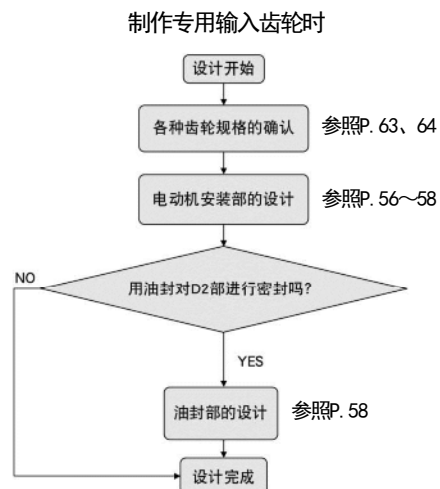 制作专用输入齿轮时
设计开始
各种齿轮规格的确认 参照P. 63、64
电动机安装部的设计 参照P. 56～58
用油封对D2部进行密封吗?
NO
YES
油封部的设计 参照P. 58
设计完成